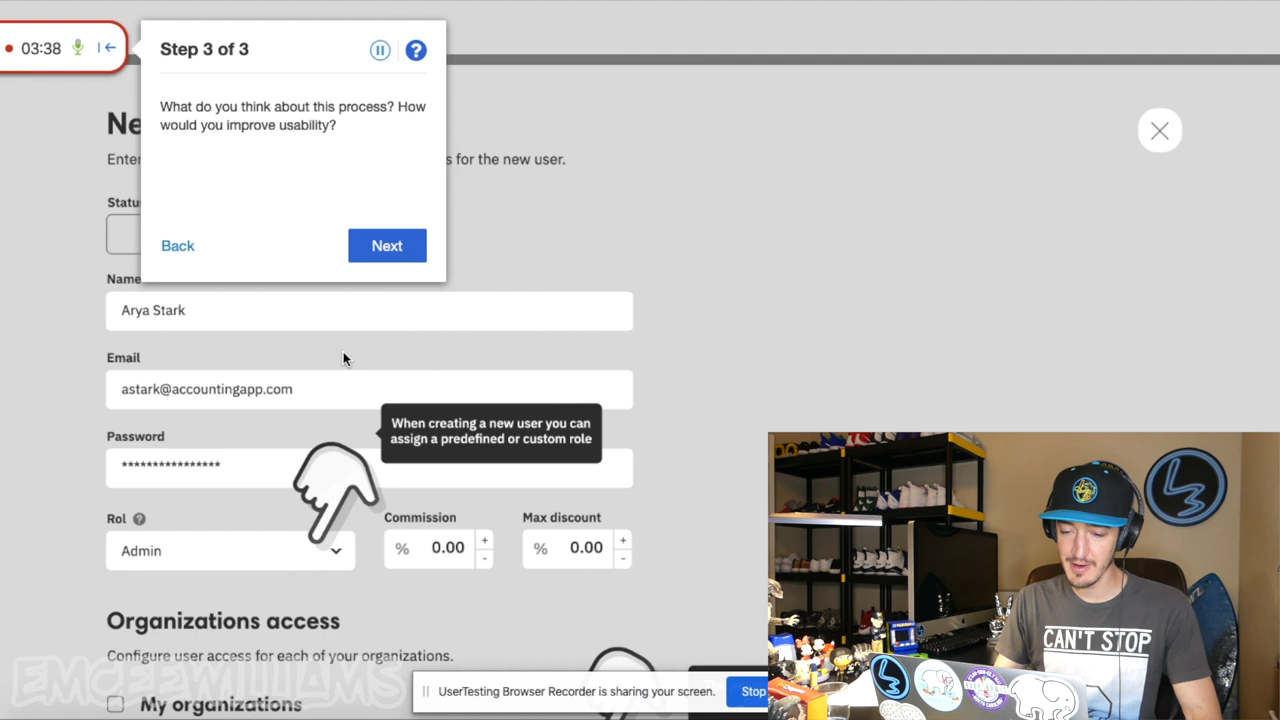 03:38
Step 3 of 3
?
What do you think about this process? How
would you improve usability?
Back
Next
Ne
Enter
s for the new user.
Statu
Name
Arya Stark
Email
astark@accountingapp.com
When creating a new user you can
assign a predefined or custom role
Password
****************
Rol ?
Commission
Max discount
Admin
% 0.00 + -
% 0.00 + -
Organizations access
Configure user access for each of your organizations.
My organizations
UserTesting Browser Recorder is sharing your screen.
Stop
CAN'T STOP